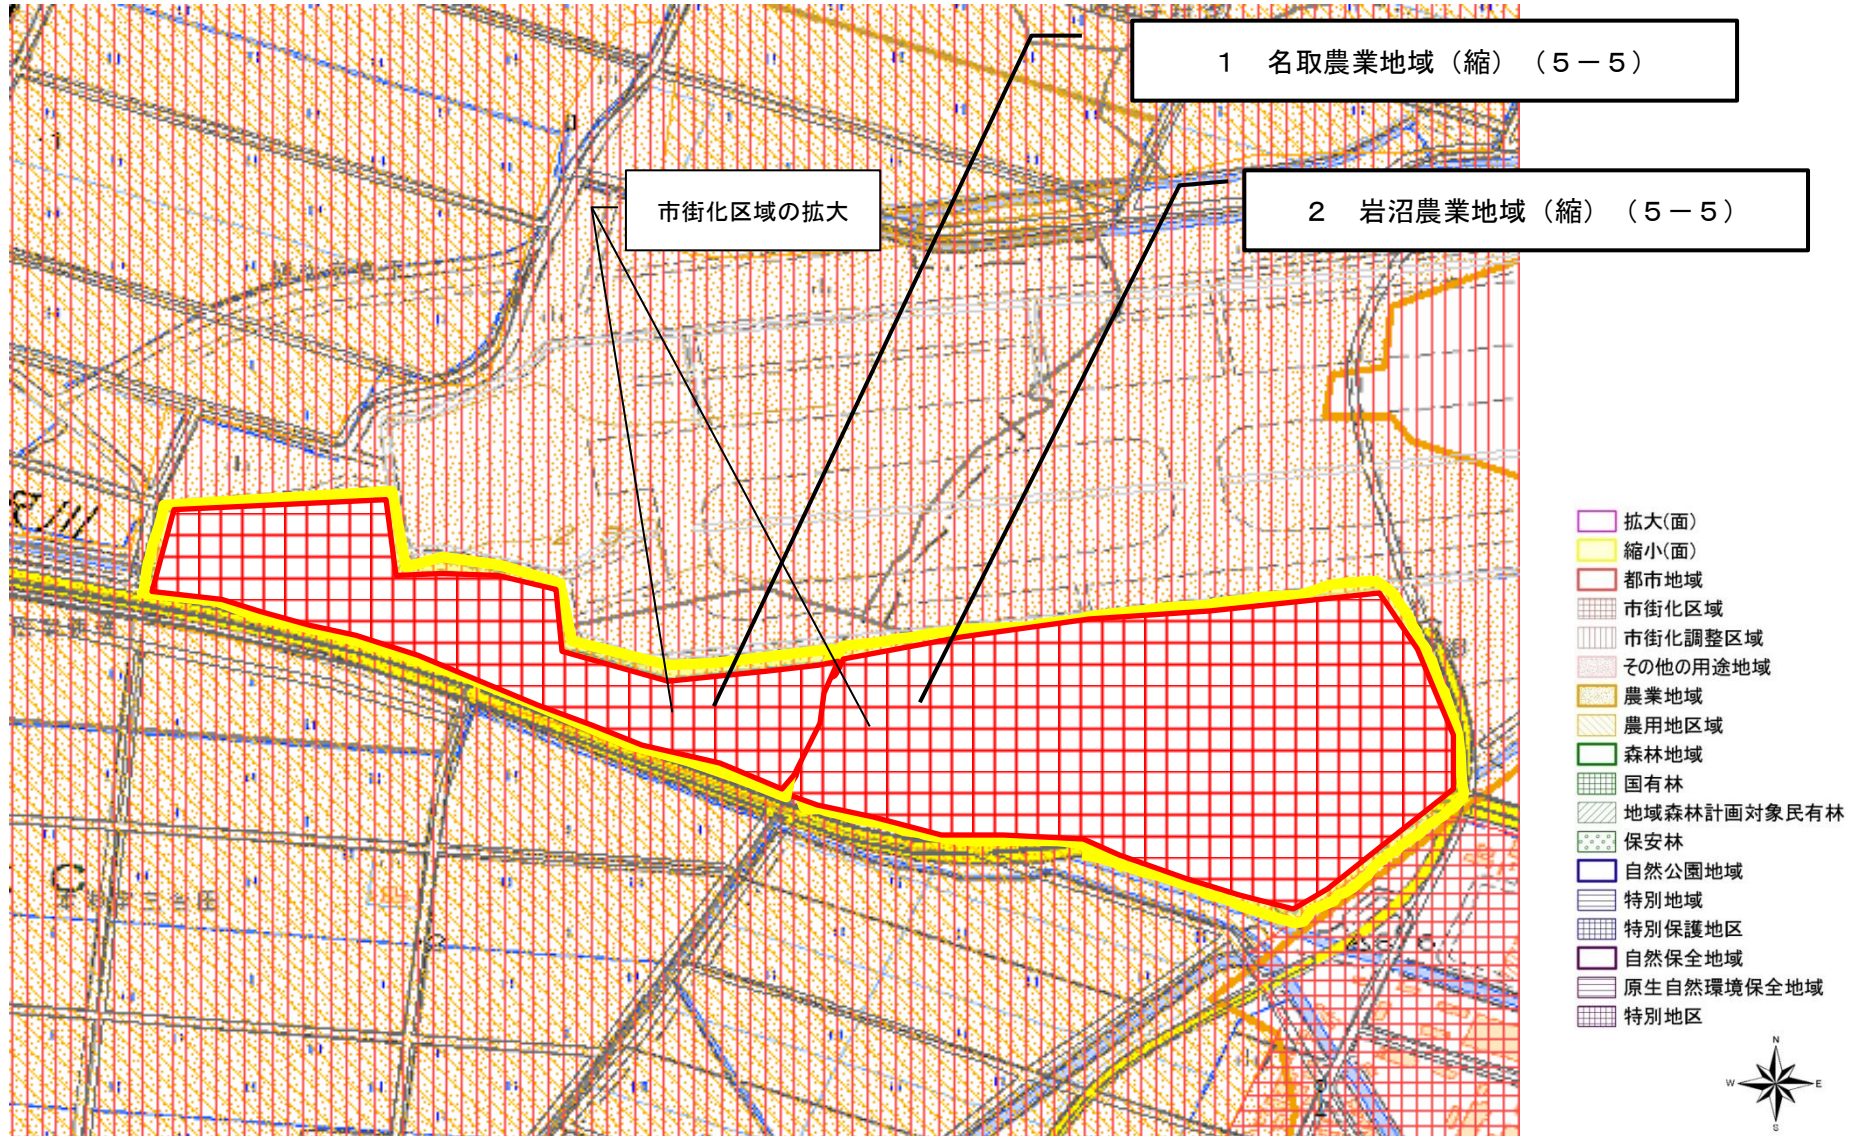 1 名取農業地域（縮）（5－5）
市街化区域の拡大
2 岩沼農業地域（縮）（5－5）
拡大(面)
縮小(面)
都市地域
市街化区域
市街化調整区域
その他の用途地域
農業地域
農用地区域
森林地域
国有林
地域森林計画対象民有林
保安林
自然公園地域
特別地域
特別保護地区
自然保全地域
原生自然環境保全地域
特別地区
N
W E
S